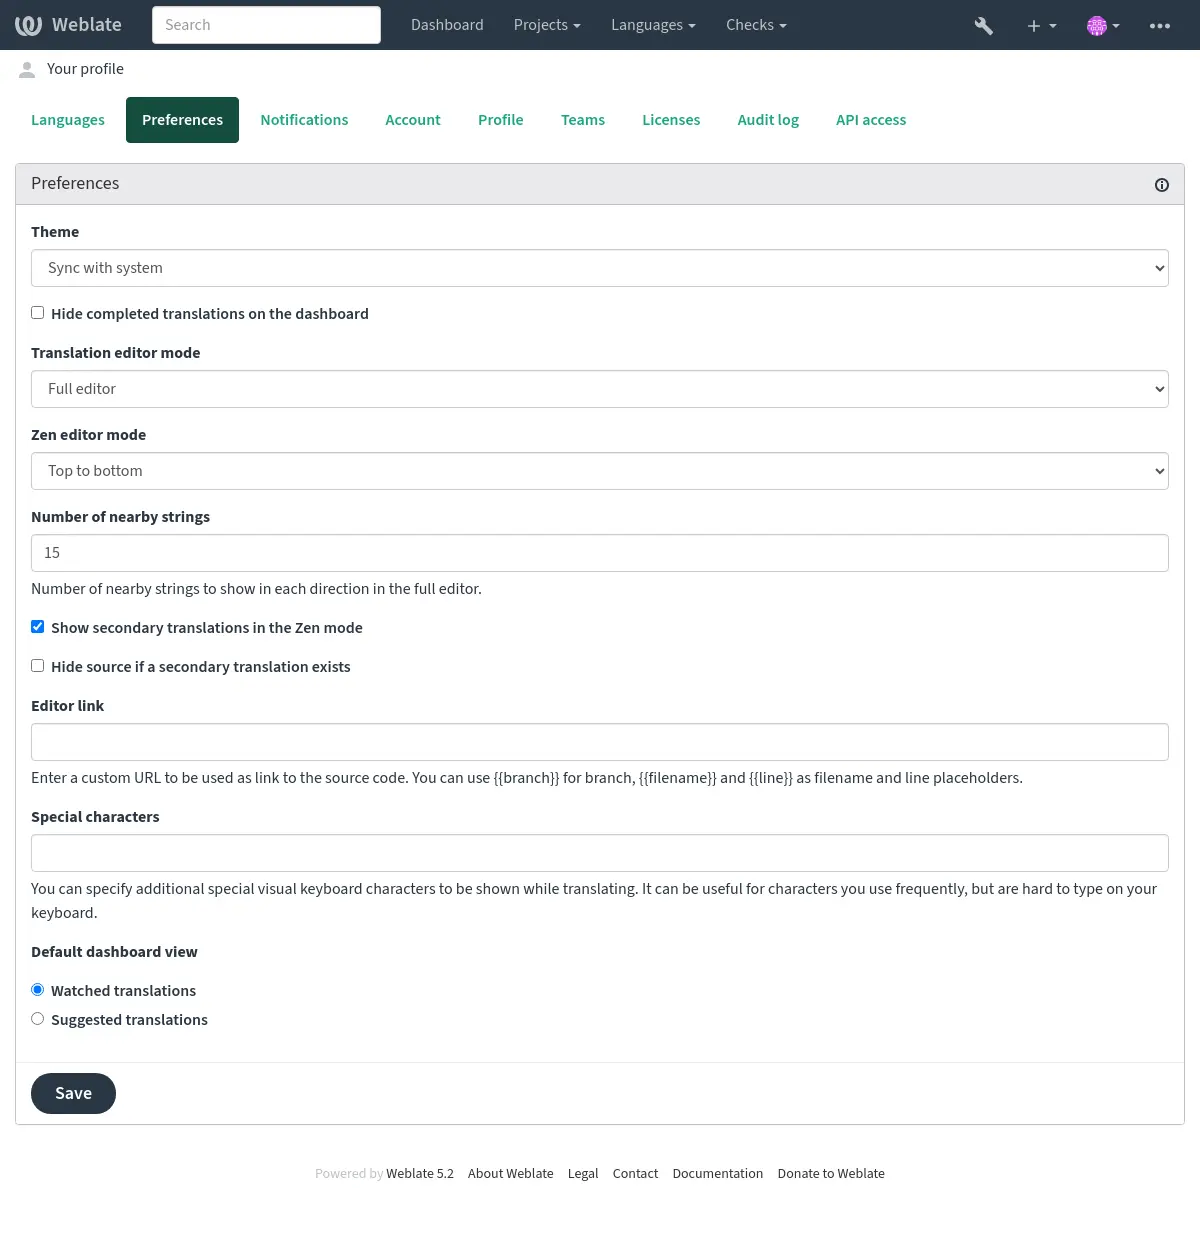 Weblate
Search
Dashboard
Projects
Languages
Checks
Your profile
Languages
Preferences
Notifications
Account
Profile
Teams
Licenses
Audit log
API access
Preferences
Theme
Sync with system
Hide completed translations on the dashboard
Translation editor mode
Full editor
Zen editor mode
Top to bottom
Number of nearby strings
15
Number of nearby strings to show in each direction in the full editor.
Show secondary translations in the Zen mode
Hide source if a secondary translation exists
Editor link
Enter a custom URL to be used as link to the source code. You can use {{branch}} for branch, {{filename}} and {{line}} as filename and line placeholders.
Special characters
You can specify additional special visual keyboard characters to be shown while translating. It can be useful for characters you use frequently, but are hard to type on your
keyboard.
Default dashboard view
Watched translations
Suggested translations
Save
Powered by Weblate 5.2 About Weblate Legal Contact Documentation Donate to Weblate